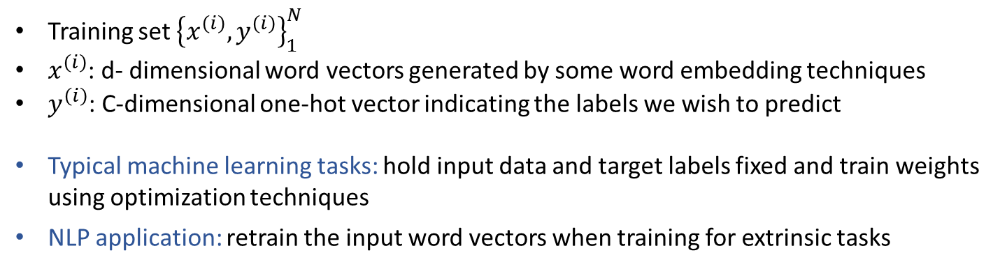 • Training set {x^(i), y^(i)}_1^N
• x^(i): d- dimensional word vectors generated by some word embedding techniques
• y^(i): C-dimensional one-hot vector indicating the labels we wish to predict
• Typical machine learning tasks: hold input data and target labels fixed and train weights
using optimization techniques
• NLP application: retrain the input word vectors when training for extrinsic tasks